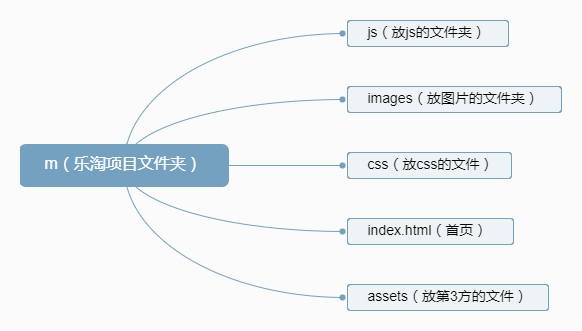 js（放js的文件夹）
images（放图片的文件夹）
m（乐淘项目文件夹）
css（放css的文件）
index.html（首页）
assets（放第3方的文件）